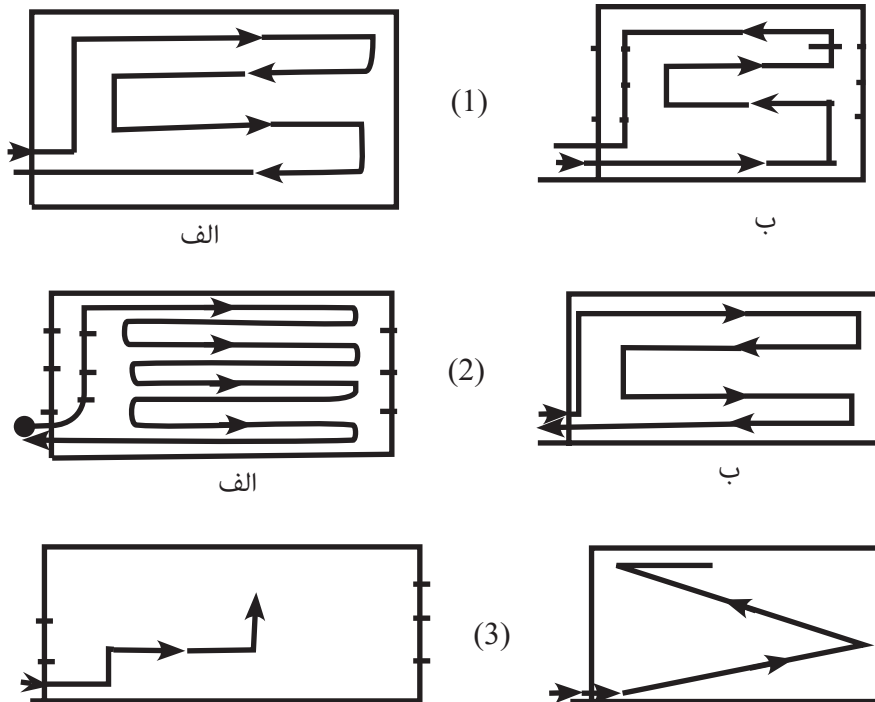 (1)
الف
ب
(2)
الف
ب
(3)